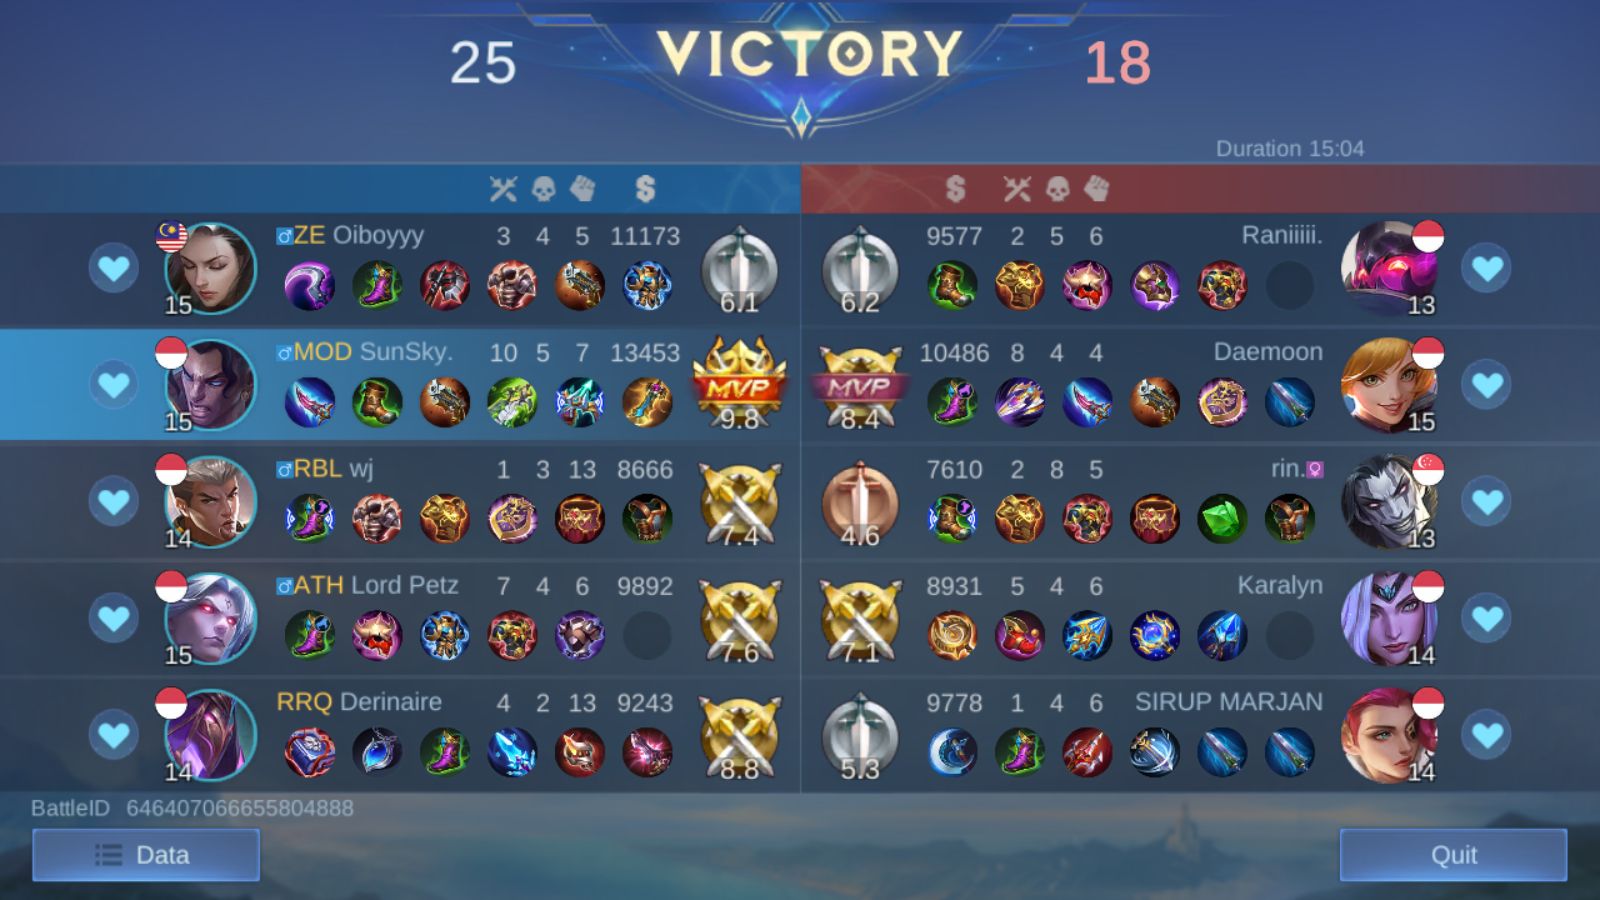 25 VICTORY 18
Duration 15:04
ZE Oiboyyy 3 4 5 11173 6.1 15
6.2 9577 2 5 6 Raniiiii. 13
MOD SunSky. 10 5 7 13453 MVP 9.8 15
MVP 8.4 10486 8 4 4 Daemoon 15
RBL wj 1 3 13 8666 7.4 14
4.6 7610 2 8 5 rin. 13
ATH Lord Petz 7 4 6 9892 7.6 15
7.1 8931 5 4 6 Karalyn 14
RRQ Derinaire 4 2 13 9243 8.8 14
5.3 9778 1 4 6 SIRUP MARJAN 14
BattleID 646407066655804888
Data
Quit